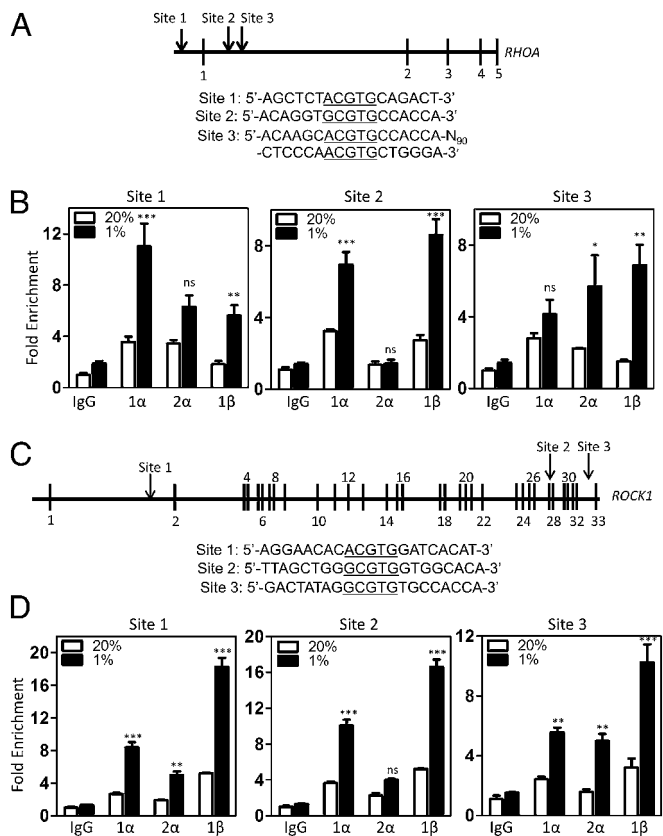 A
Site 1 Site 2 Site 3
RHOA
1 2 3 4 5
Site 1: 5'-AGCTCTACGTGCAGACT-3'
Site 2: 5'-ACAGGTGCGTGCCACCA-3'
Site 3: 5'-ACAAGCACGTGCCACCA-N90
-CTCCCAACGTGCTGGGA-3'
B
Site 1 Site 2 Site 3
Fold Enrichment
20% 20% 20%
1% 1% 1%
12 8 8
8 4 4
4 0 0
0
*** ns ** *** ns *** ns * **
IgG 1α 2α 1β IgG 1α 2α 1β IgG 1α 2α 1β
C
Site 1 Site 2 Site 3
4 8 12 16 20 26 30
ROCK1
1 2 6 10 14 18 22 24 28 32 33
Site 1: 5'-AGGAACACACGTGGATCACAT-3'
Site 2: 5'-TTAGCTGGGCGTGGTGGCACA-3'
Site 3: 5'-GACTATAGGCGTGTGCCACCA-3'
D
Site 1 Site 2 Site 3
Fold Enrichment
20% 20% 20%
1% 1% 1%
20 20 12
16 16 8
12 12 4
8 8 0
4 4
0 0
*** ** *** *** ns *** ** ** ***
IgG 1α 2α 1β IgG 1α 2α 1β IgG 1α 2α 1β